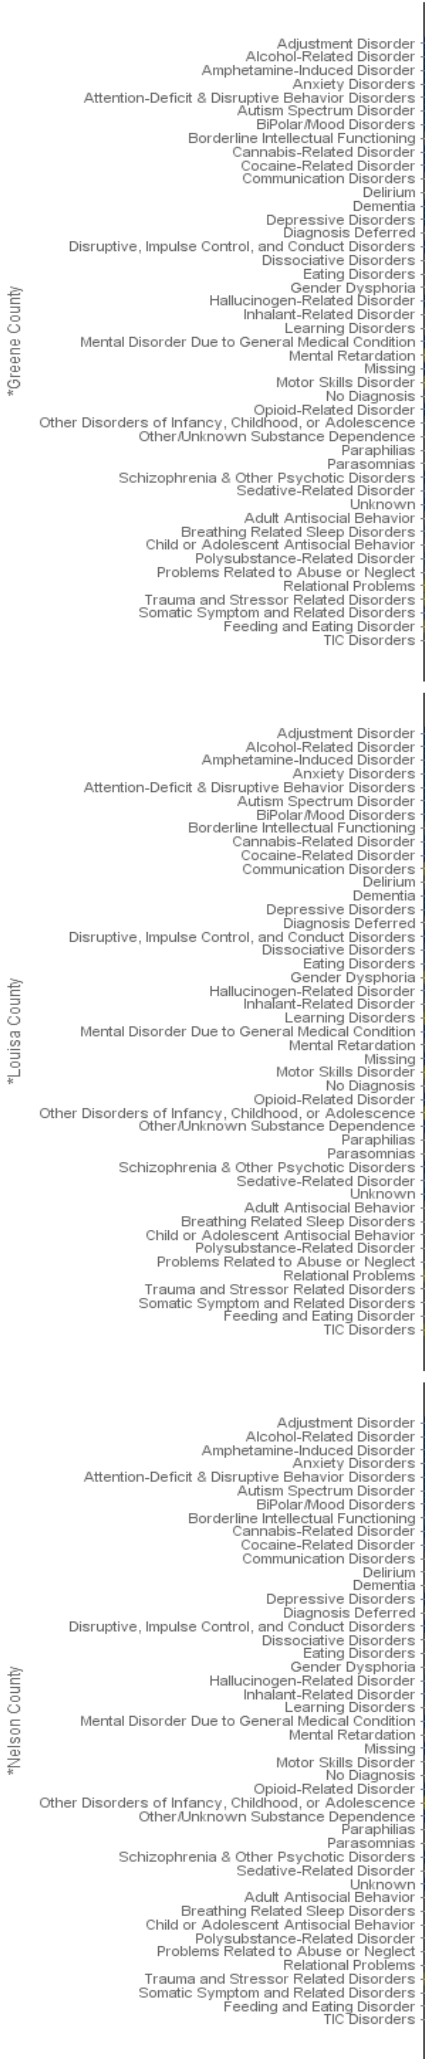 *Greene County
Adjustment Disorder
Alcohol-Related Disorder
Amphetamine-Induced Disorder
Anxiety Disorders
Attention-Deficit & Disruptive Behavior Disorders
Autism Spectrum Disorder
BiPolar/Mood Disorders
Borderline Intellectual Functioning
Cannabis-Related Disorder
Cocaine-Related Disorder
Communication Disorders
Delirium
Dementia
Depressive Disorders
Diagnosis Deferred
Disruptive, Impulse Control, and Conduct Disorders
Dissociative Disorders
Eating Disorders
Gender Dysphoria
Hallucinogen-Related Disorder
Inhalant-Related Disorder
Learning Disorders
Mental Disorder Due to General Medical Condition
Mental Retardation
Missing
Motor Skills Disorder
No Diagnosis
Opioid-Related Disorder
Other Disorders of Infancy, Childhood, or Adolescence
Other/Unknown Substance Dependence
Paraphilias
Parasomnias
Schizophrenia & Other Psychotic Disorders
Sedative-Related Disorder
Unknown
Adult Antisocial Behavior
Breathing Related Sleep Disorders
Child or Adolescent Antisocial Behavior
Polysubstance-Related Disorder
Problems Related to Abuse or Neglect
Relational Problems
Trauma and Stressor Related Disorders
Somatic Symptom and Related Disorders
Feeding and Eating Disorder
TIC Disorders
*Louisa County
Adjustment Disorder
Alcohol-Related Disorder
Amphetamine-Induced Disorder
Anxiety Disorders
Attention-Deficit & Disruptive Behavior Disorders
Autism Spectrum Disorder
BiPolar/Mood Disorders
Borderline Intellectual Functioning
Cannabis-Related Disorder
Cocaine-Related Disorder
Communication Disorders
Delirium
Dementia
Depressive Disorders
Diagnosis Deferred
Disruptive, Impulse Control, and Conduct Disorders
Dissociative Disorders
Eating Disorders
Gender Dysphoria
Hallucinogen-Related Disorder
Inhalant-Related Disorder
Learning Disorders
Mental Disorder Due to General Medical Condition
Mental Retardation
Missing
Motor Skills Disorder
No Diagnosis
Opioid-Related Disorder
Other Disorders of Infancy, Childhood, or Adolescence
Other/Unknown Substance Dependence
Paraphilias
Parasomnias
Schizophrenia & Other Psychotic Disorders
Sedative-Related Disorder
Unknown
Adult Antisocial Behavior
Breathing Related Sleep Disorders
Child or Adolescent Antisocial Behavior
Polysubstance-Related Disorder
Problems Related to Abuse or Neglect
Relational Problems
Trauma and Stressor Related Disorders
Somatic Symptom and Related Disorders
Feeding and Eating Disorder
TIC Disorders
*Nelson County
Adjustment Disorder
Alcohol-Related Disorder
Amphetamine-Induced Disorder
Anxiety Disorders
Attention-Deficit & Disruptive Behavior Disorders
Autism Spectrum Disorder
BiPolar/Mood Disorders
Borderline Intellectual Functioning
Cannabis-Related Disorder
Cocaine-Related Disorder
Communication Disorders
Delirium
Dementia
Depressive Disorders
Diagnosis Deferred
Disruptive, Impulse Control, and Conduct Disorders
Dissociative Disorders
Eating Disorders
Gender Dysphoria
Hallucinogen-Related Disorder
Inhalant-Related Disorder
Learning Disorders
Mental Disorder Due to General Medical Condition
Mental Retardation
Missing
Motor Skills Disorder
No Diagnosis
Opioid-Related Disorder
Other Disorders of Infancy, Childhood, or Adolescence
Other/Unknown Substance Dependence
Paraphilias
Parasomnias
Schizophrenia & Other Psychotic Disorders
Sedative-Related Disorder
Unknown
Adult Antisocial Behavior
Breathing Related Sleep Disorders
Child or Adolescent Antisocial Behavior
Polysubstance-Related Disorder
Problems Related to Abuse or Neglect
Relational Problems
Trauma and Stressor Related Disorders
Somatic Symptom and Related Disorders
Feeding and Eating Disorder
TIC Disorders